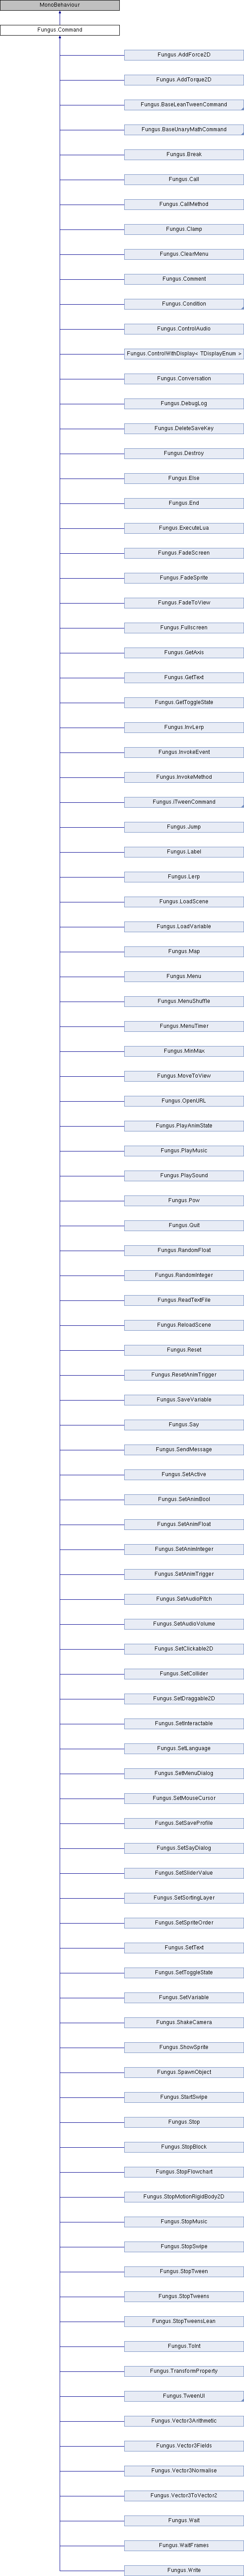 MonoBehaviour
Fungus.Command
Fungus.AddForce2D
Fungus.AddTorque2D
Fungus.BaseLeanTweenCommand
Fungus.BaseUnaryMathCommand
Fungus.Break
Fungus.Call
Fungus.CallMethod
Fungus.Clamp
Fungus.ClearMenu
Fungus.Comment
Fungus.Condition
Fungus.ControlAudio
Fungus.ControlWithDisplay< TDisplayEnum >
Fungus.Conversation
Fungus.DebugLog
Fungus.DeleteSaveKey
Fungus.Destroy
Fungus.Else
Fungus.End
Fungus.ExecuteLua
Fungus.FadeScreen
Fungus.FadeSprite
Fungus.FadeToView
Fungus.Fullscreen
Fungus.GetAxis
Fungus.GetText
Fungus.GetToggleState
Fungus.InvLerp
Fungus.InvokeEvent
Fungus.InvokeMethod
Fungus.iTweenCommand
Fungus.Jump
Fungus.Label
Fungus.Lerp
Fungus.LoadScene
Fungus.LoadVariable
Fungus.Map
Fungus.Menu
Fungus.MenuShuffle
Fungus.MenuTimer
Fungus.MinMax
Fungus.MoveToView
Fungus.OpenURL
Fungus.PlayAnimState
Fungus.PlayMusic
Fungus.PlaySound
Fungus.Pow
Fungus.Quit
Fungus.RandomFloat
Fungus.RandomInteger
Fungus.ReadTextFile
Fungus.ReloadScene
Fungus.Reset
Fungus.ResetAnimTrigger
Fungus.SaveVariable
Fungus.Say
Fungus.SendMessage
Fungus.SetActive
Fungus.SetAnimBool
Fungus.SetAnimFloat
Fungus.SetAnimInteger
Fungus.SetAnimTrigger
Fungus.SetAudioPitch
Fungus.SetAudioVolume
Fungus.SetClickable2D
Fungus.SetCollider
Fungus.SetDraggable2D
Fungus.SetInteractable
Fungus.SetLanguage
Fungus.SetMenuDialog
Fungus.SetMouseCursor
Fungus.SetSaveProfile
Fungus.SetSayDialog
Fungus.SetSliderValue
Fungus.SetSortingLayer
Fungus.SetSpriteOrder
Fungus.SetText
Fungus.SetToggleState
Fungus.SetVariable
Fungus.ShakeCamera
Fungus.ShowSprite
Fungus.SpawnObject
Fungus.StartSwipe
Fungus.Stop
Fungus.StopBlock
Fungus.StopFlowchart
Fungus.StopMotionRigidBody2D
Fungus.StopMusic
Fungus.StopSwipe
Fungus.StopTween
Fungus.StopTweens
Fungus.StopTweensLean
Fungus.ToInt
Fungus.TransformProperty
Fungus.TweenUI
Fungus.Vector3Arithmetic
Fungus.Vector3Fields
Fungus.Vector3Normalise
Fungus.Vector3ToVector2
Fungus.Wait
Fungus.WaitFrames
Fungus.Write